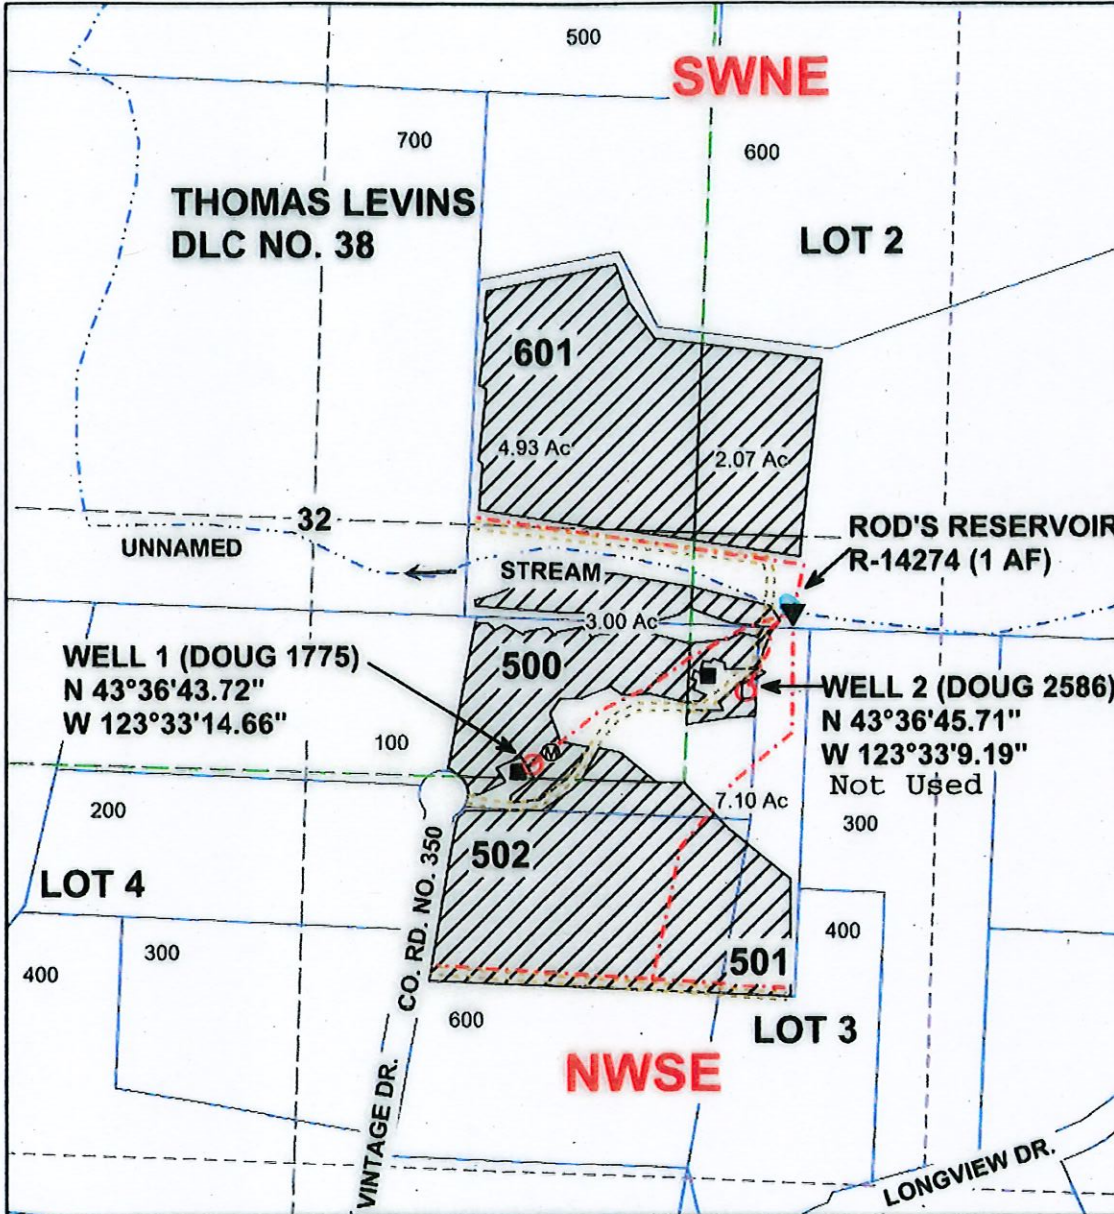 500
SWNE
700
600
THOMAS LEVINS
DLC NO. 38
LOT 2
601
4.93 Ac
2.07 Ac
32
UNNAMED
STREAM
ROD'S RESERVOIR
R-14274 (1 AF)
3.00 Ac
WELL 1 (DOUG 1775)
N 43°36'43.72"
W 123°33'14.66"
500
WELL 2 (DOUG 2586)
N 43°36'45.71"
W 123°33'9.19"
Not Used
100
M
200
7.10 Ac
300
LOT 4
502
CO. RD. NO. 350
400
300
400
501
600
LOT 3
NWSE
VINTAGE DR.
LONGVIEW DR.